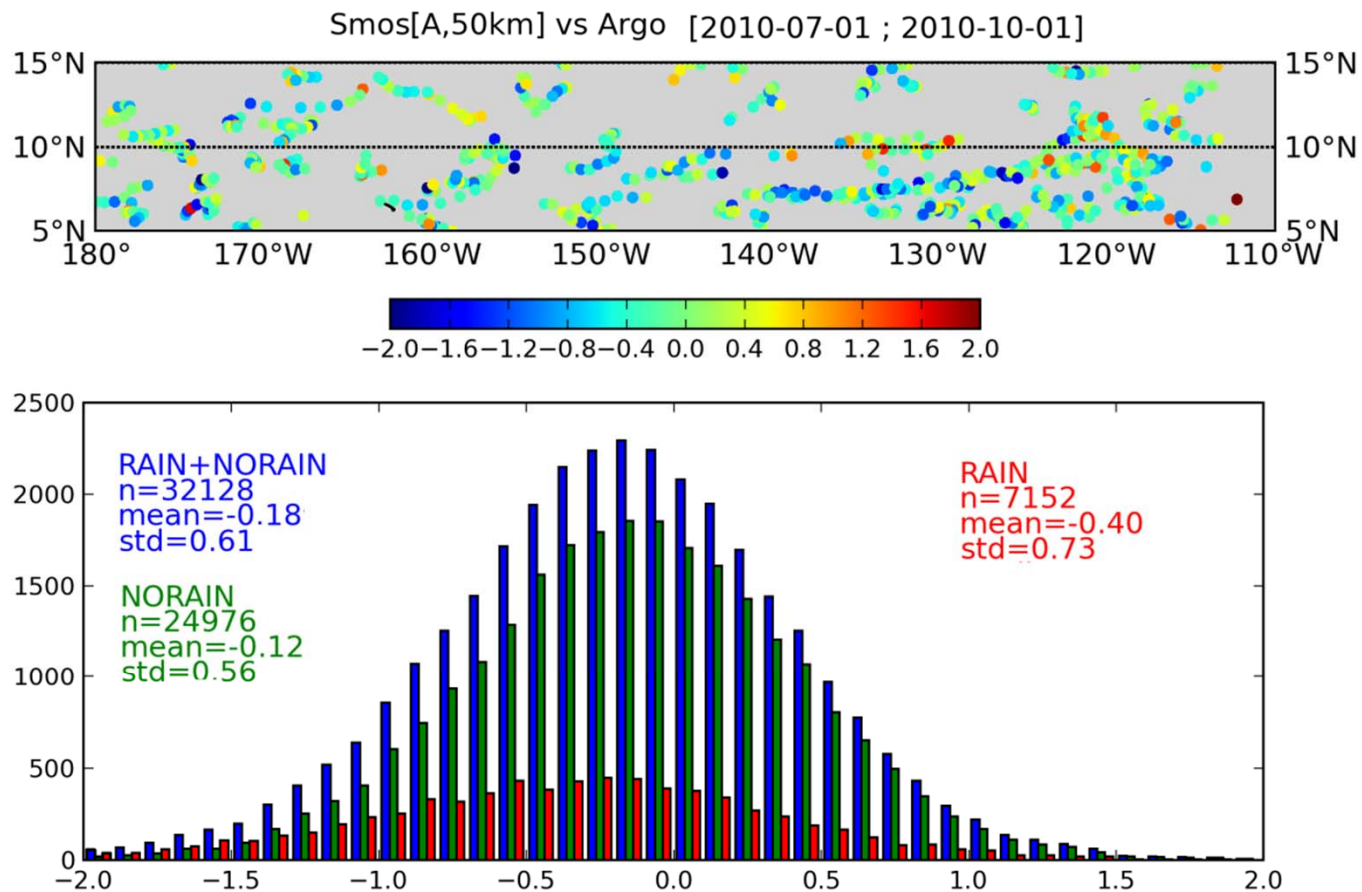 Smos[A,50km] vs Argo [2010-07-01 ; 2010-10-01]
15°N 15°N
10°N 10°N
5°N 5°N
180° 170°W 160°W 150°W 140°W 130°W 120°W 110°W
−2.0 −1.6 −1.2 −0.8 −0.4 0.0 0.4 0.8 1.2 1.6 2.0
2500
RAIN+NORAIN
n=32128
mean=-0.18
std=0.61
RAIN
n=7152
mean=-0.40
std=0.73
2000
NORAIN
n=24976
mean=-0.12
std=0.56
1500
1000
500
0
−2.0 −1.5 −1.0 −0.5 0.0 0.5 1.0 1.5 2.0